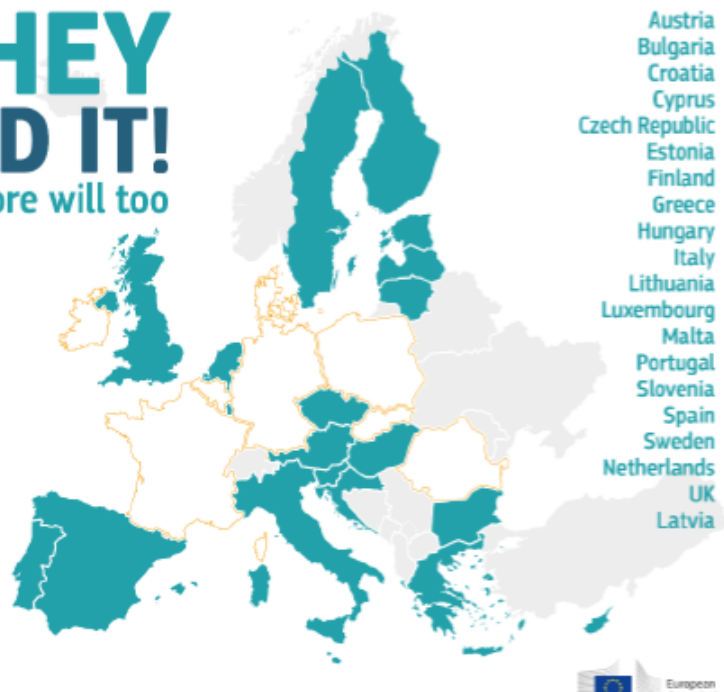 HEY
D IT!
ore will too
Austria
Bulgaria
Croatia
Cyprus
Czech Republic
Estonia
Finland
Greece
Hungary
Italy
Lithuania
Luxembourg
Malta
Portugal
Slovenia
Spain
Sweden
Netherlands
UK
Latvia
European